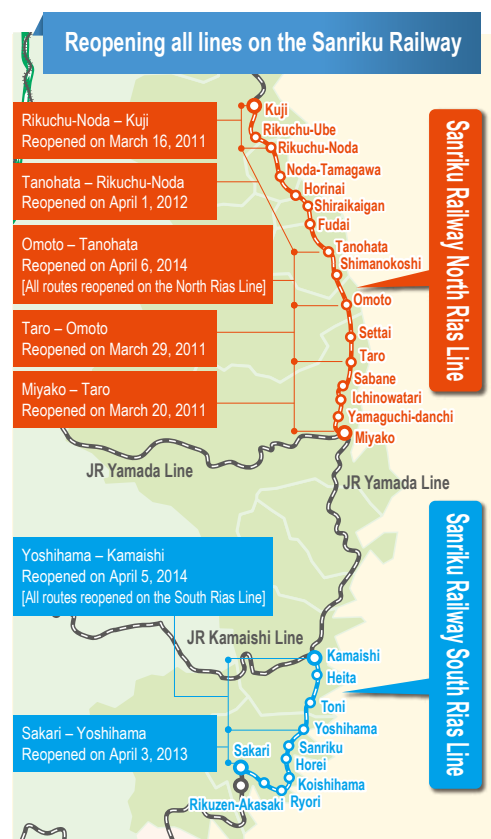 Reopening all lines on the Sanriku Railway
Rikuchu-Noda – Kuji
Reopened on March 16, 2011
Tanohata – Rikuchu-Noda
Reopened on April 1, 2012
Omoto – Tanohata
Reopened on April 6, 2014
[All routes reopened on the North Rias Line]
Taro – Omoto
Reopened on March 29, 2011
Miyako – Taro
Reopened on March 20, 2011
Kuji
Rikuchu-Ube
Rikuchu-Noda
Noda-Tamagawa
Horinai
Shiraikaigan
Fudai
Tanohata
Shimanokoshi
Omoto
Settai
Taro
Sabane
Ichinowatari
Yamaguchi-danchi
Miyako
Sanriku Railway North Rias Line
JR Yamada Line
JR Yamada Line
Yoshihama – Kamaishi
Reopened on April 5, 2014
[All routes reopened on the South Rias Line]
JR Kamaishi Line
Sakari – Yoshihama
Reopened on April 3, 2013
Kamaishi
Heita
Toni
Yoshihama
Sanriku
Horei
Koishihama
Ryori
Sakari
Rikuzen-Akasaki
Sanriku Railway South Rias Line